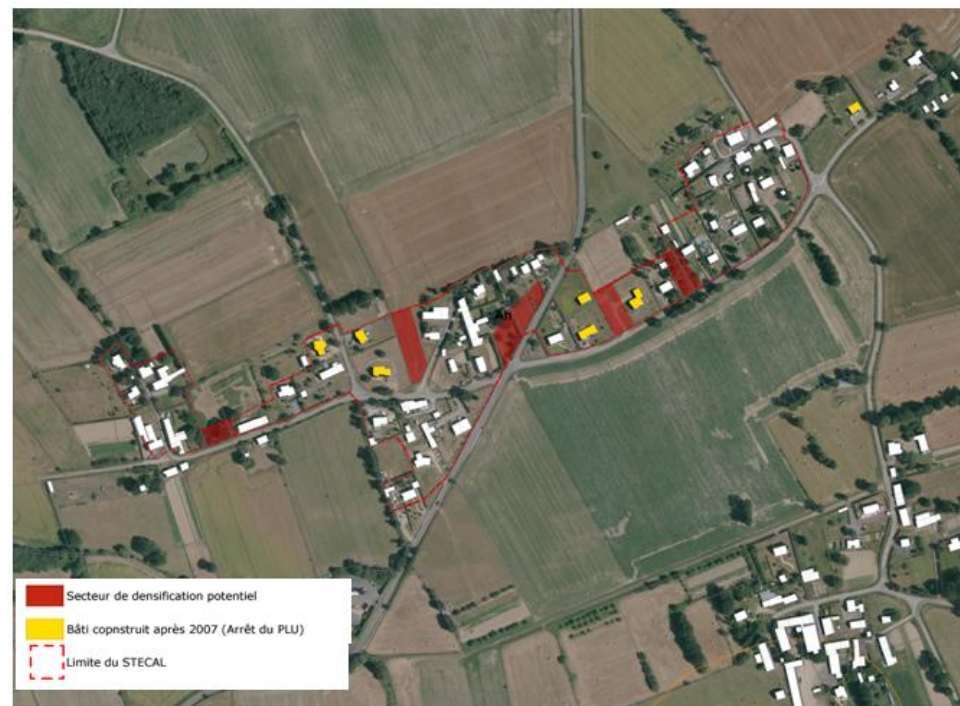 Ah
Secteur de densification potentiel
Bâti copnstruit après 2007 (Arrêt du PLU)
Limite du STECAL